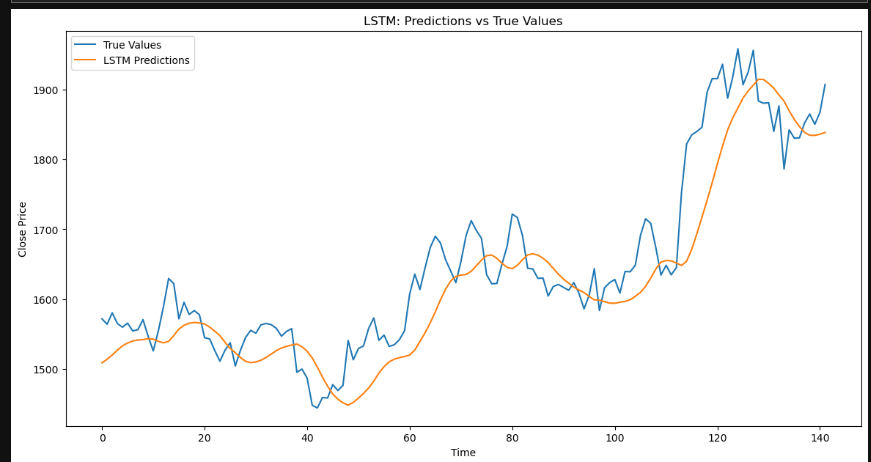 LSTM: Predictions vs True Values
True Values
LSTM Predictions
1900
1800
1700
1600
1500
Close Price
0 20 40 60 80 100 120 140
Time